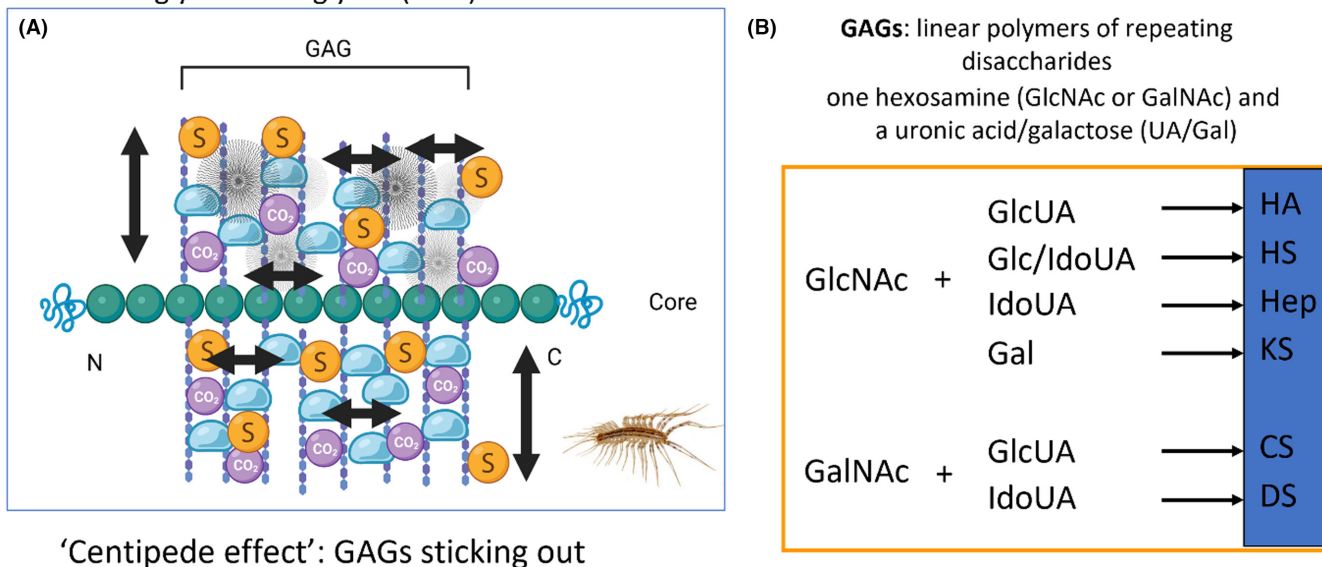 (A)
GAG
S
S
S
CO₂
S
CO₂
CO₂
CO₂
Core
N
C
S
S
S
CO₂
CO₂
S
CO₂
CO₂
CO₂
S
'Centipede effect': GAGs sticking out
(B)
GAGs: linear polymers of repeating
disaccharides
one hexosamine (GlcNAc or GalNAc) and
a uronic acid/galactose (UA/Gal)
GlcNAc +
GlcUA HA
Glc/IdoUA HS
IdoUA Hep
Gal KS
GalNAc +
GlcUA CS
IdoUA DS